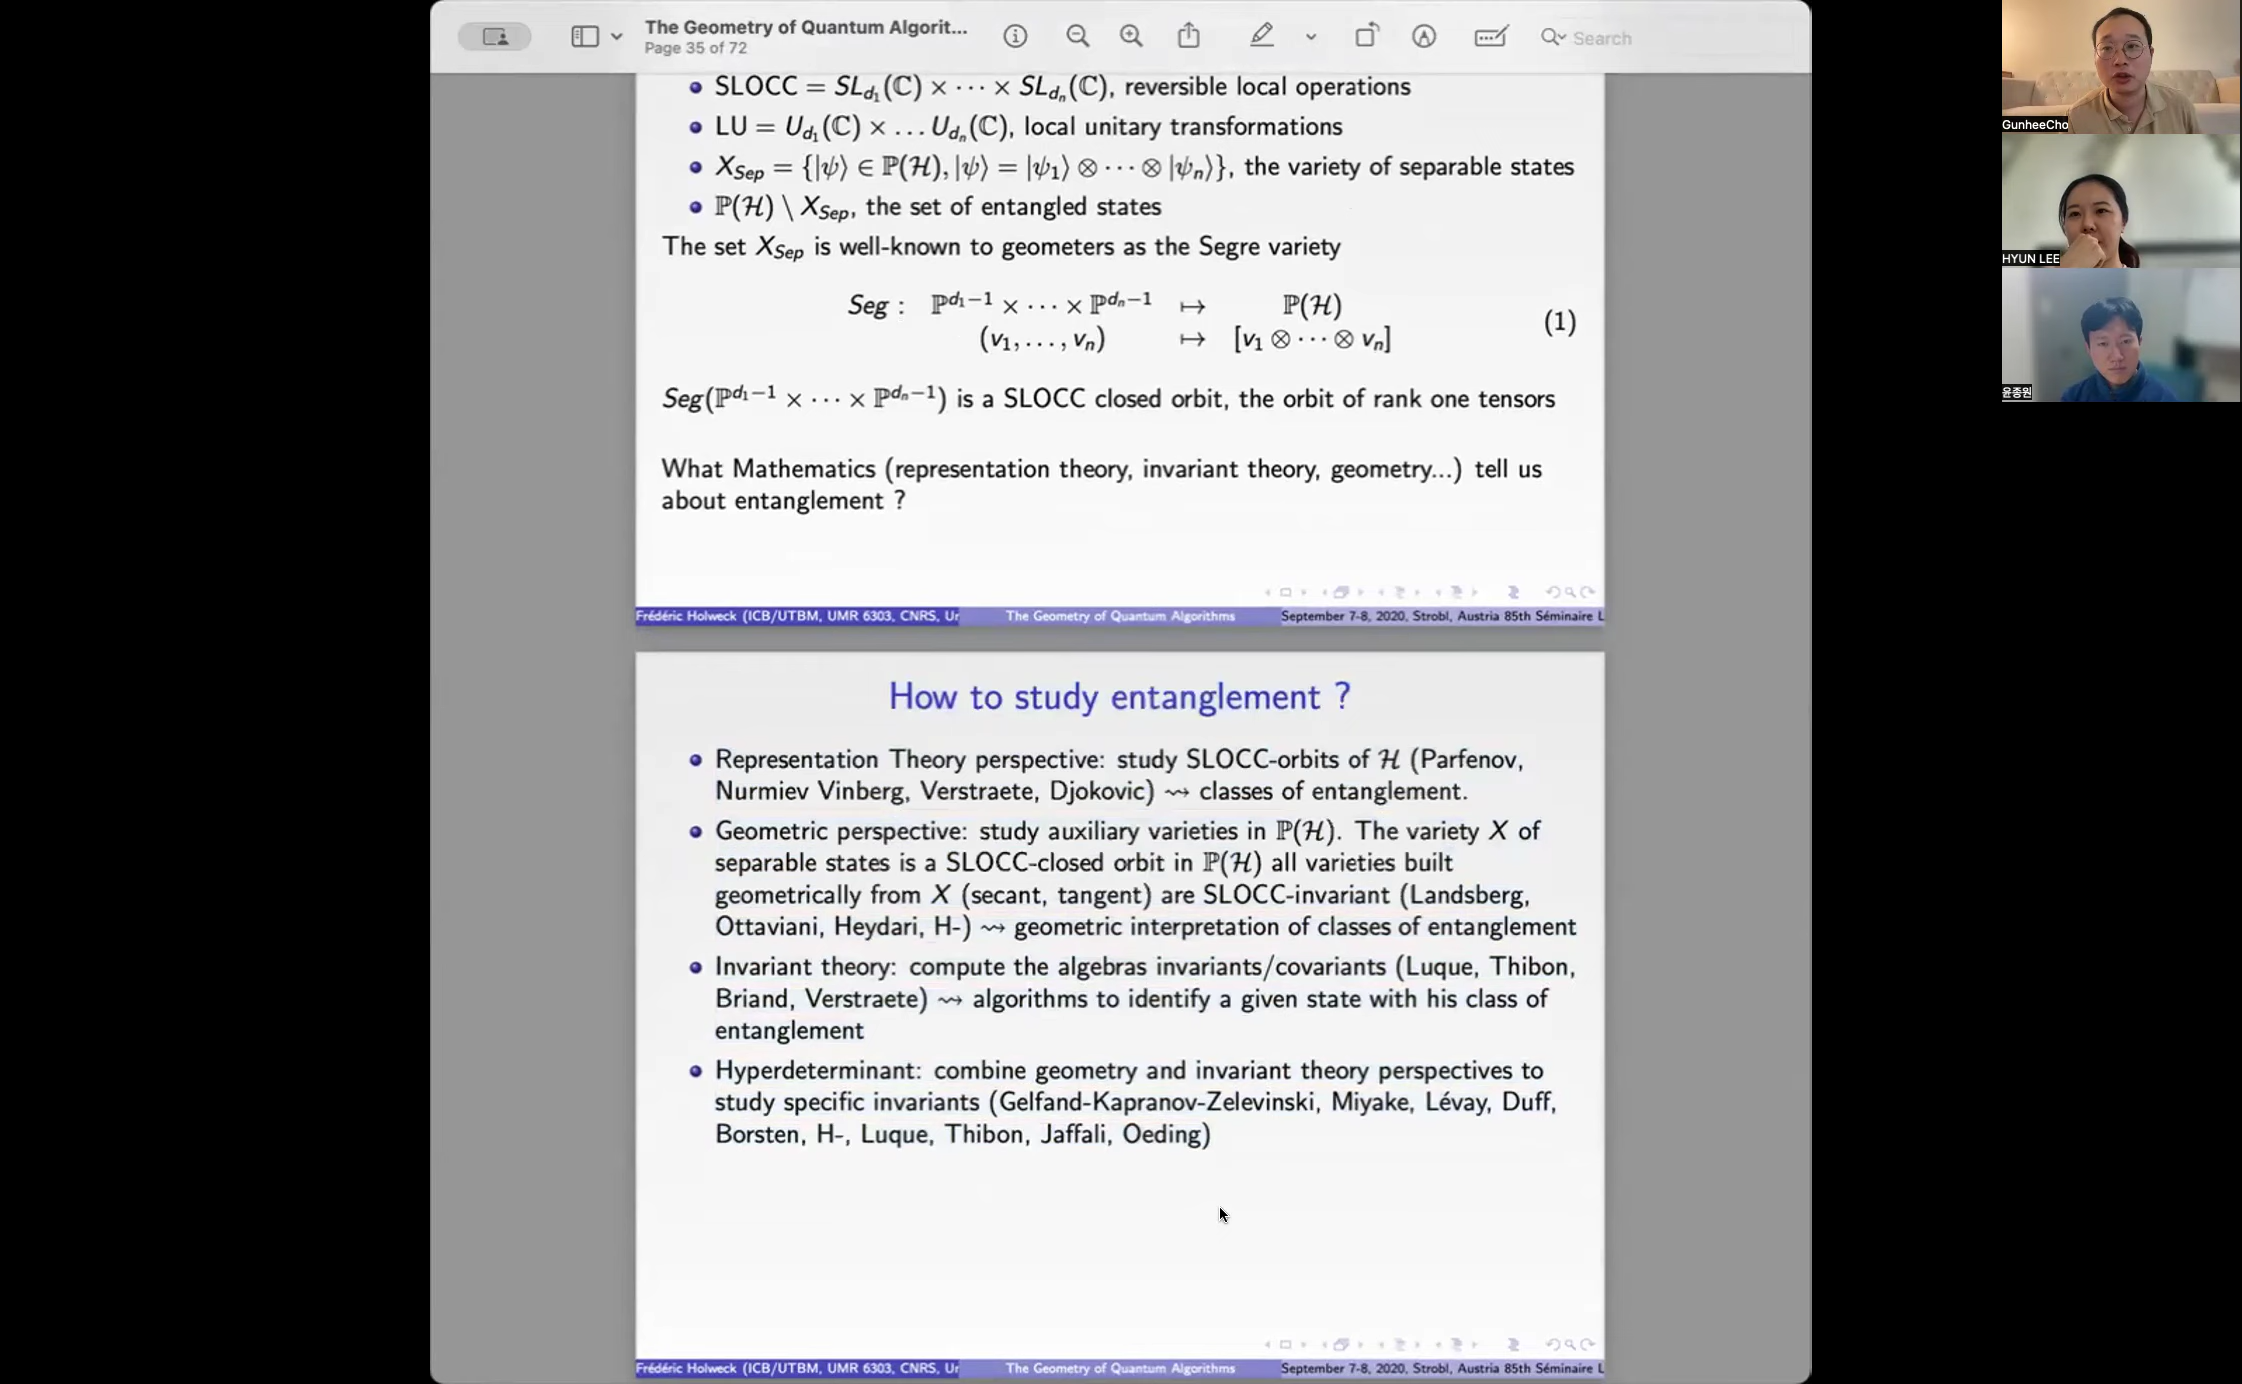 The Geometry of Quantum Algorit...
Page 35 of 72
Search
• SLOCC = SL_{d_1}(ℂ) × ⋯ × SL_{d_n}(ℂ), reversible local operations
• LU = U_{d_1}(ℂ) × … U_{d_n}(ℂ), local unitary transformations
• X_{Sep} = {|ψ⟩ ∈ ℙ(ℋ), |ψ⟩ = |ψ_1⟩ ⊗ ⋯ ⊗ |ψ_n⟩}, the variety of separable states
• ℙ(ℋ) \ X_{Sep}, the set of entangled states
The set X_{Sep} is well-known to geometers as the Segre variety
Seg : ℙ^{d_1−1} × ⋯ × ℙ^{d_n−1} ↦ ℙ(ℋ)
(v_1, …, v_n) ↦ [v_1 ⊗ ⋯ ⊗ v_n]
(1)
Seg(ℙ^{d_1−1} × ⋯ × ℙ^{d_n−1}) is a SLOCC closed orbit, the orbit of rank one tensors
What Mathematics (representation theory, invariant theory, geometry...) tell us
about entanglement ?
Frédéric Holweck (ICB/UTBM, UMR 6303, CNRS, Ur
The Geometry of Quantum Algorithms
September 7-8, 2020, Strobl, Austria 85th Séminaire L
How to study entanglement ?
• Representation Theory perspective: study SLOCC-orbits of ℋ (Parfenov,
Nurmiev Vinberg, Verstraete, Djokovic) ⇝ classes of entanglement.
• Geometric perspective: study auxiliary varieties in ℙ(ℋ). The variety X of
separable states is a SLOCC-closed orbit in ℙ(ℋ) all varieties built
geometrically from X (secant, tangent) are SLOCC-invariant (Landsberg,
Ottaviani, Heydari, H-) ⇝ geometric interpretation of classes of entanglement
• Invariant theory: compute the algebras invariants/covariants (Luque, Thibon,
Briand, Verstraete) ⇝ algorithms to identify a given state with his class of
entanglement
• Hyperdeterminant: combine geometry and invariant theory perspectives to
study specific invariants (Gelfand-Kapranov-Zelevinski, Miyake, Lévay, Duff,
Borsten, H-, Luque, Thibon, Jaffali, Oeding)
Frédéric Holweck (ICB/UTBM, UMR 6303, CNRS, Ur
The Geometry of Quantum Algorithms
September 7-8, 2020, Strobl, Austria 85th Séminaire L
GunheeCho
HYUN LEE
윤종원